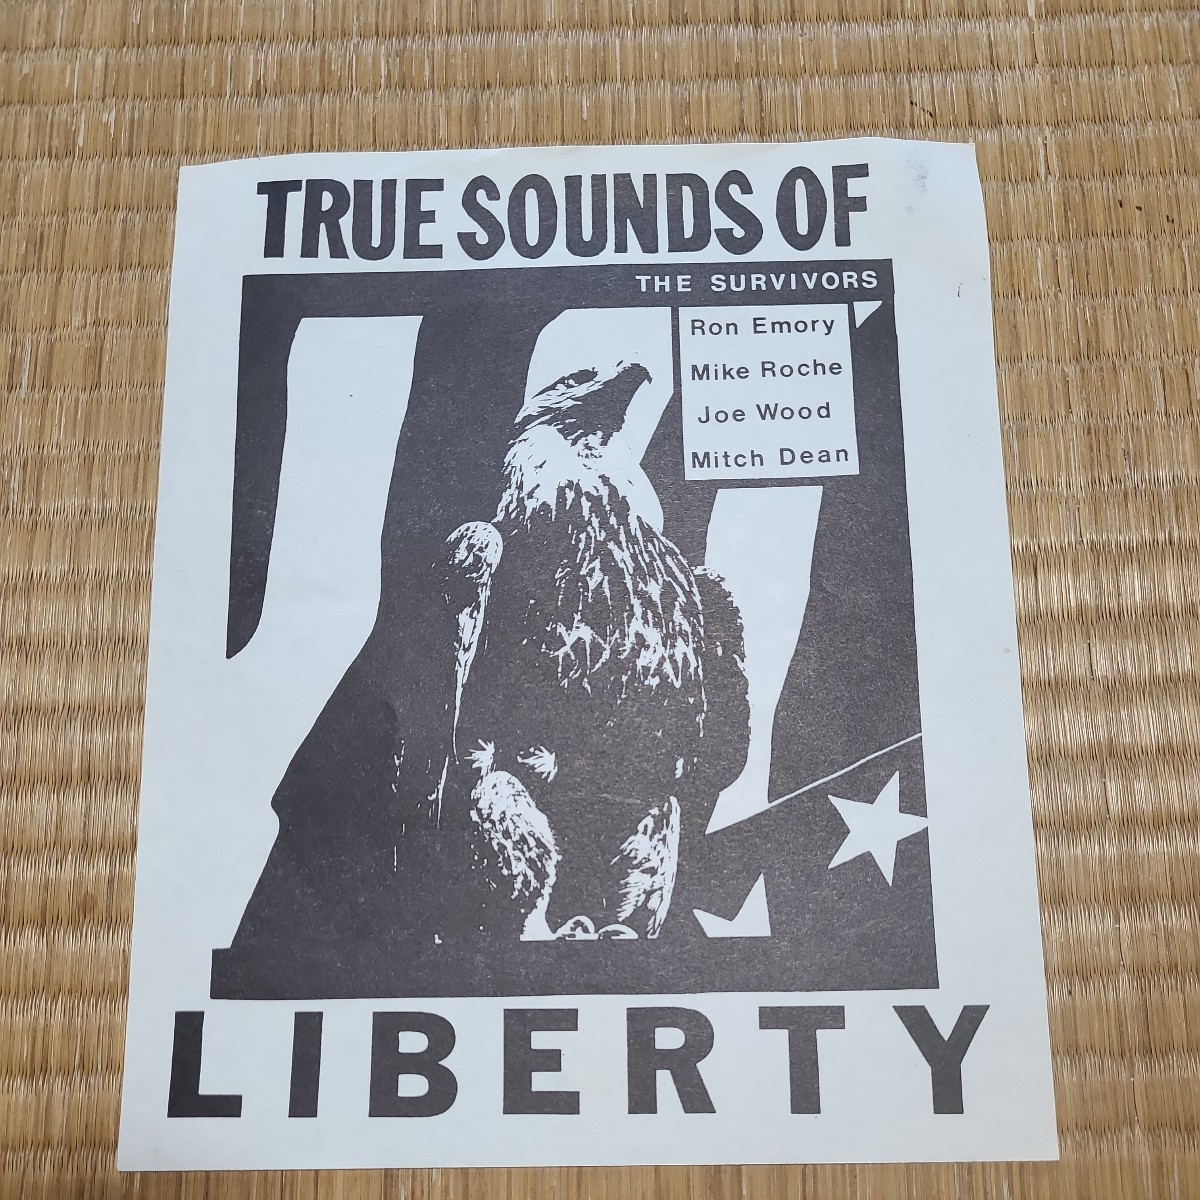 TRUE SOUNDS OF
THE SURVIVORS
Ron Emory
Mike Roche
Joe Wood
Mitch Dean
LIBERTY